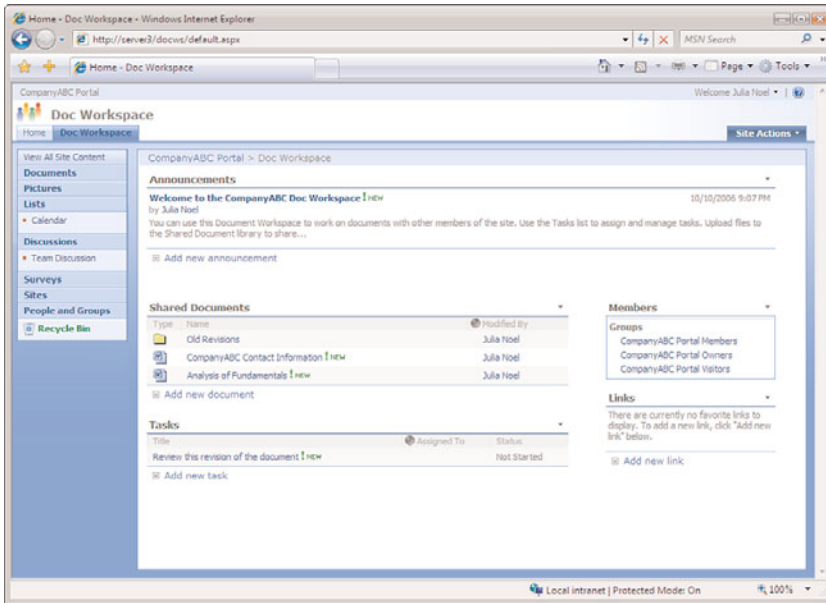 Home - Doc Workspace - Windows Internet Explorer
http://server3/docws/default.aspx
MSN Search
Home - Doc Workspace
Page
Tools
CompanyABC Portal
Welcome Julia Noel
Doc Workspace
Home
Doc Workspace
Site Actions
View All Site Content
Documents
Pictures
Lists
Calendar
Discussions
Team Discussion
Surveys
Sites
People and Groups
Recycle Bin
CompanyABC Portal > Doc Workspace
Announcements
Welcome to the CompanyABC Doc Workspace ! NEW
10/10/2006 9:07 PM
by Julia Noel
You can use this Document Workspace to work on documents with other members of the site. Use the Tasks list to assign and manage tasks. Upload files to
the Shared Document library to share...
Add new announcement
Shared Documents
Type Name Modified By
Old Revisions Julia Noel
CompanyABC Contact Information ! NEW Julia Noel
Analysis of Fundamentals ! NEW Julia Noel
Add new document
Tasks
Title Assigned To Status
Review this revision of the document ! NEW Not Started
Add new task
Members
Groups
CompanyABC Portal Members
CompanyABC Portal Owners
CompanyABC Portal Visitors
Links
There are currently no favorite links to
display. To add a new link, click "Add new
link" below.
Add new link
Local intranet | Protected Mode: On
100%